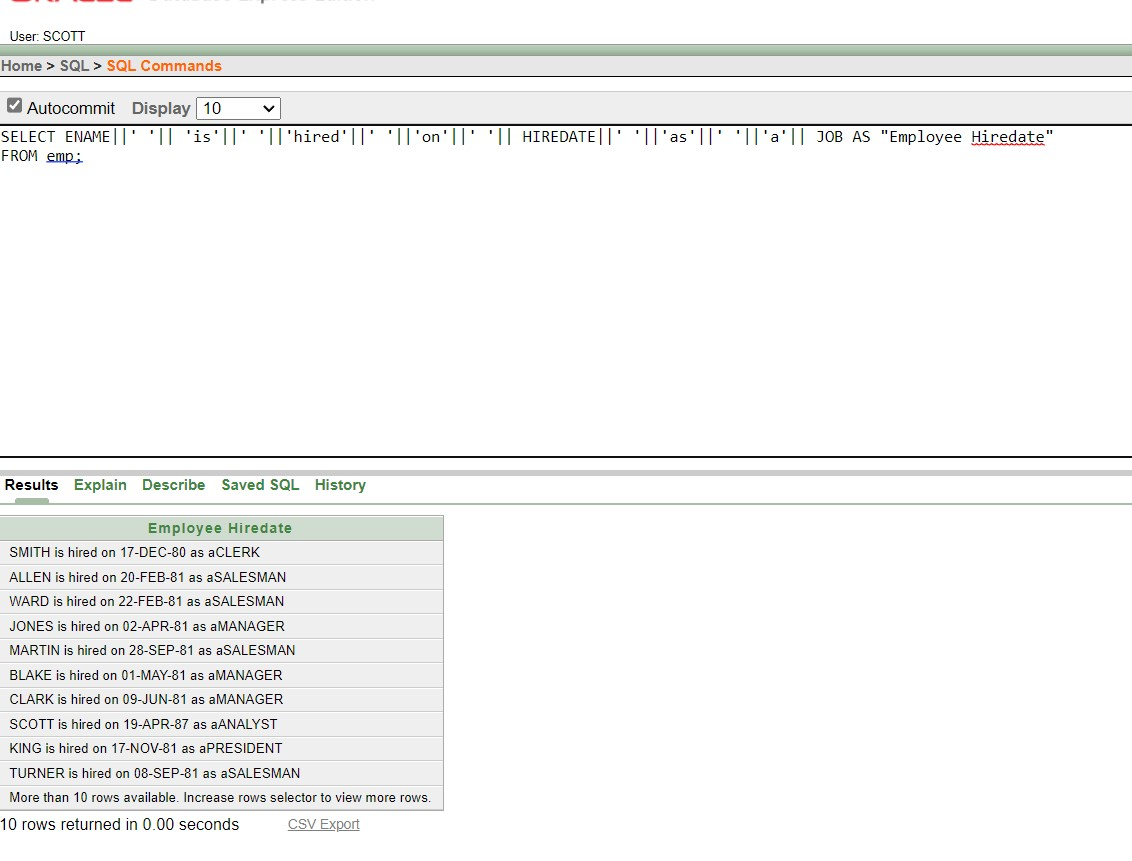 User: SCOTT
Home > SQL > SQL Commands
Autocommit Display 10
SELECT ENAME||' '|| 'is'||' '||'hired'||' '||'on'||' '|| HIREDATE||' '||'as'||' '||'a'|| JOB AS "Employee Hiredate"
FROM emp;
Results Explain Describe Saved SQL History
Employee Hiredate
SMITH is hired on 17-DEC-80 as aCLERK
ALLEN is hired on 20-FEB-81 as aSALESMAN
WARD is hired on 22-FEB-81 as aSALESMAN
JONES is hired on 02-APR-81 as aMANAGER
MARTIN is hired on 28-SEP-81 as aSALESMAN
BLAKE is hired on 01-MAY-81 as aMANAGER
CLARK is hired on 09-JUN-81 as aMANAGER
SCOTT is hired on 19-APR-87 as aANALYST
KING is hired on 17-NOV-81 as aPRESIDENT
TURNER is hired on 08-SEP-81 as aSALESMAN
More than 10 rows available. Increase rows selector to view more rows.
10 rows returned in 0.00 seconds CSV Export